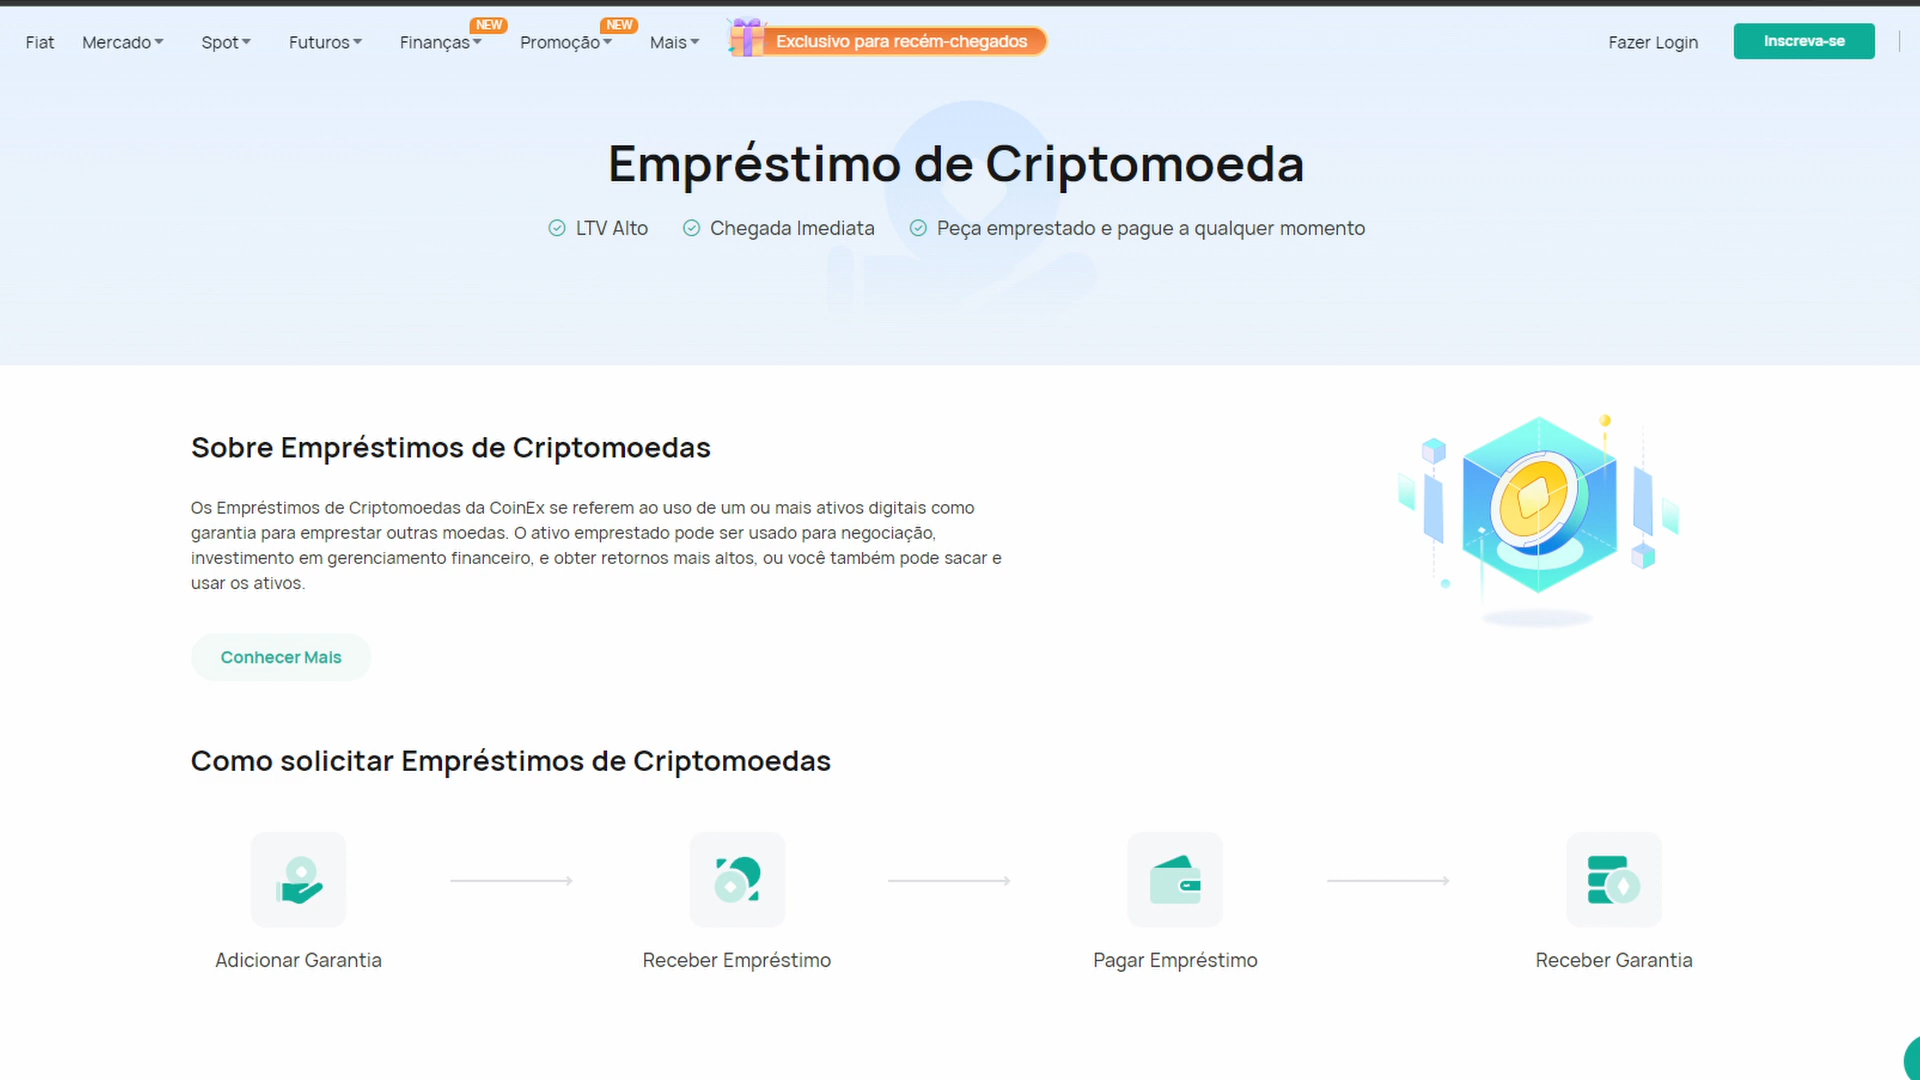 NEW
NEW
Fiat Mercado Spot Futuros Finanças Promoção Mais Exclusivo para recém-chegados Fazer Login Inscreva-se
Empréstimo de Criptomoeda
LTV Alto Chegada Imediata Peça emprestado e pague a qualquer momento
Sobre Empréstimos de Criptomoedas
Os Empréstimos de Criptomoedas da CoinEx se referem ao uso de um ou mais ativos digitais como
garantia para emprestar outras moedas. O ativo emprestado pode ser usado para negociação,
investimento em gerenciamento financeiro, e obter retornos mais altos, ou você também pode sacar e
usar os ativos.
Conhecer Mais
Como solicitar Empréstimos de Criptomoedas
Adicionar Garantia Receber Empréstimo Pagar Empréstimo Receber Garantia